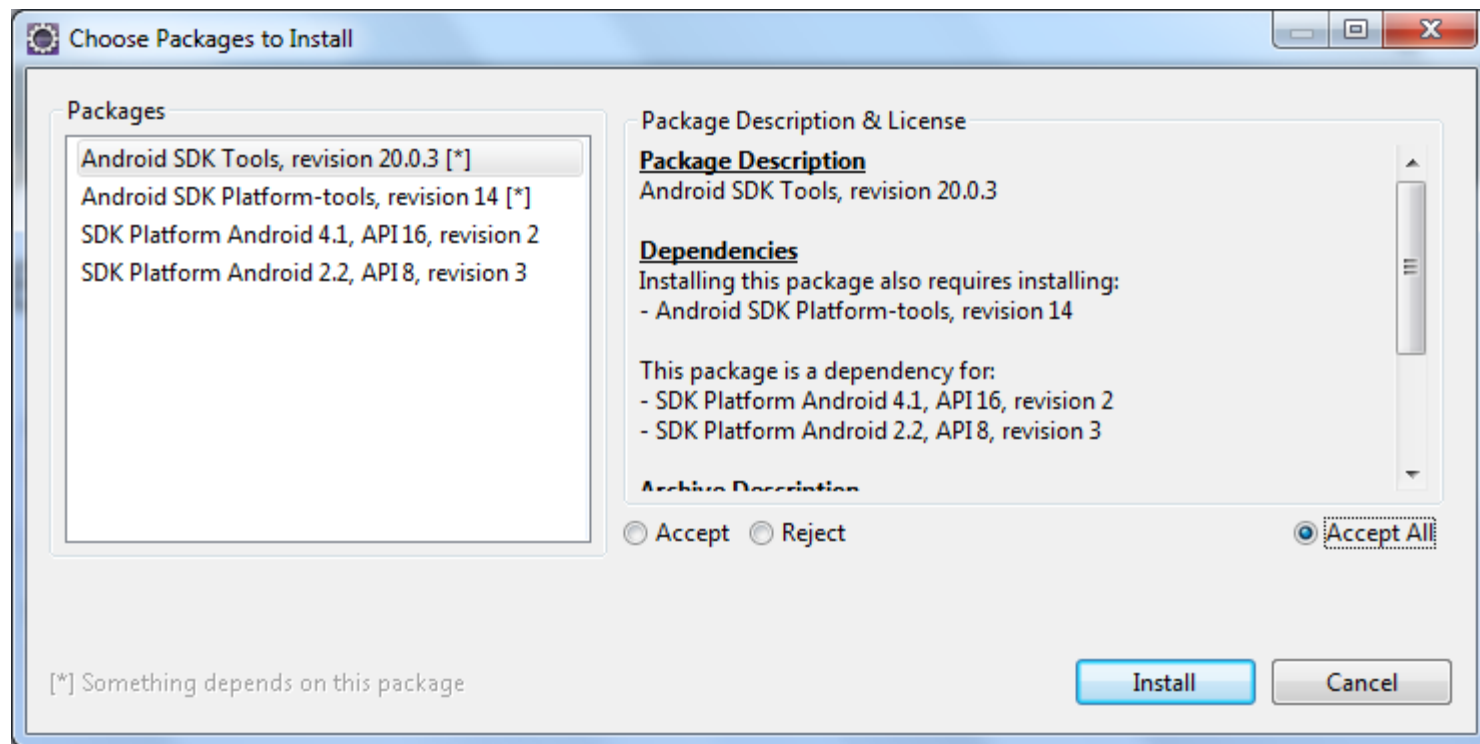 Choose Packages to Install
Packages
Android SDK Tools, revision 20.0.3 [*]
Android SDK Platform-tools, revision 14 [*]
SDK Platform Android 4.1, API 16, revision 2
SDK Platform Android 2.2, API 8, revision 3
Package Description & License
Package Description
Android SDK Tools, revision 20.0.3
Dependencies
Installing this package also requires installing:
- Android SDK Platform-tools, revision 14
This package is a dependency for:
- SDK Platform Android 4.1, API 16, revision 2
- SDK Platform Android 2.2, API 8, revision 3
Archive Description
Accept Reject Accept All
[*] Something depends on this package
Install Cancel